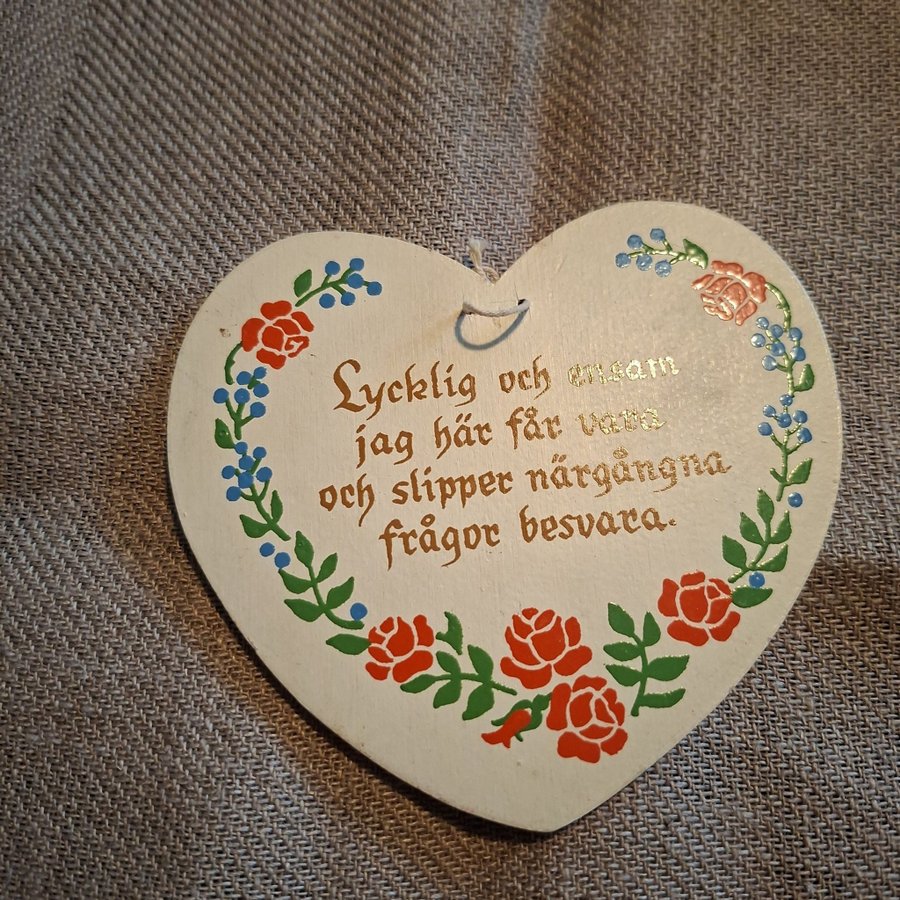 Lycklig och ensam
jag här får vara
och slipper närgångna
frågor besvara.